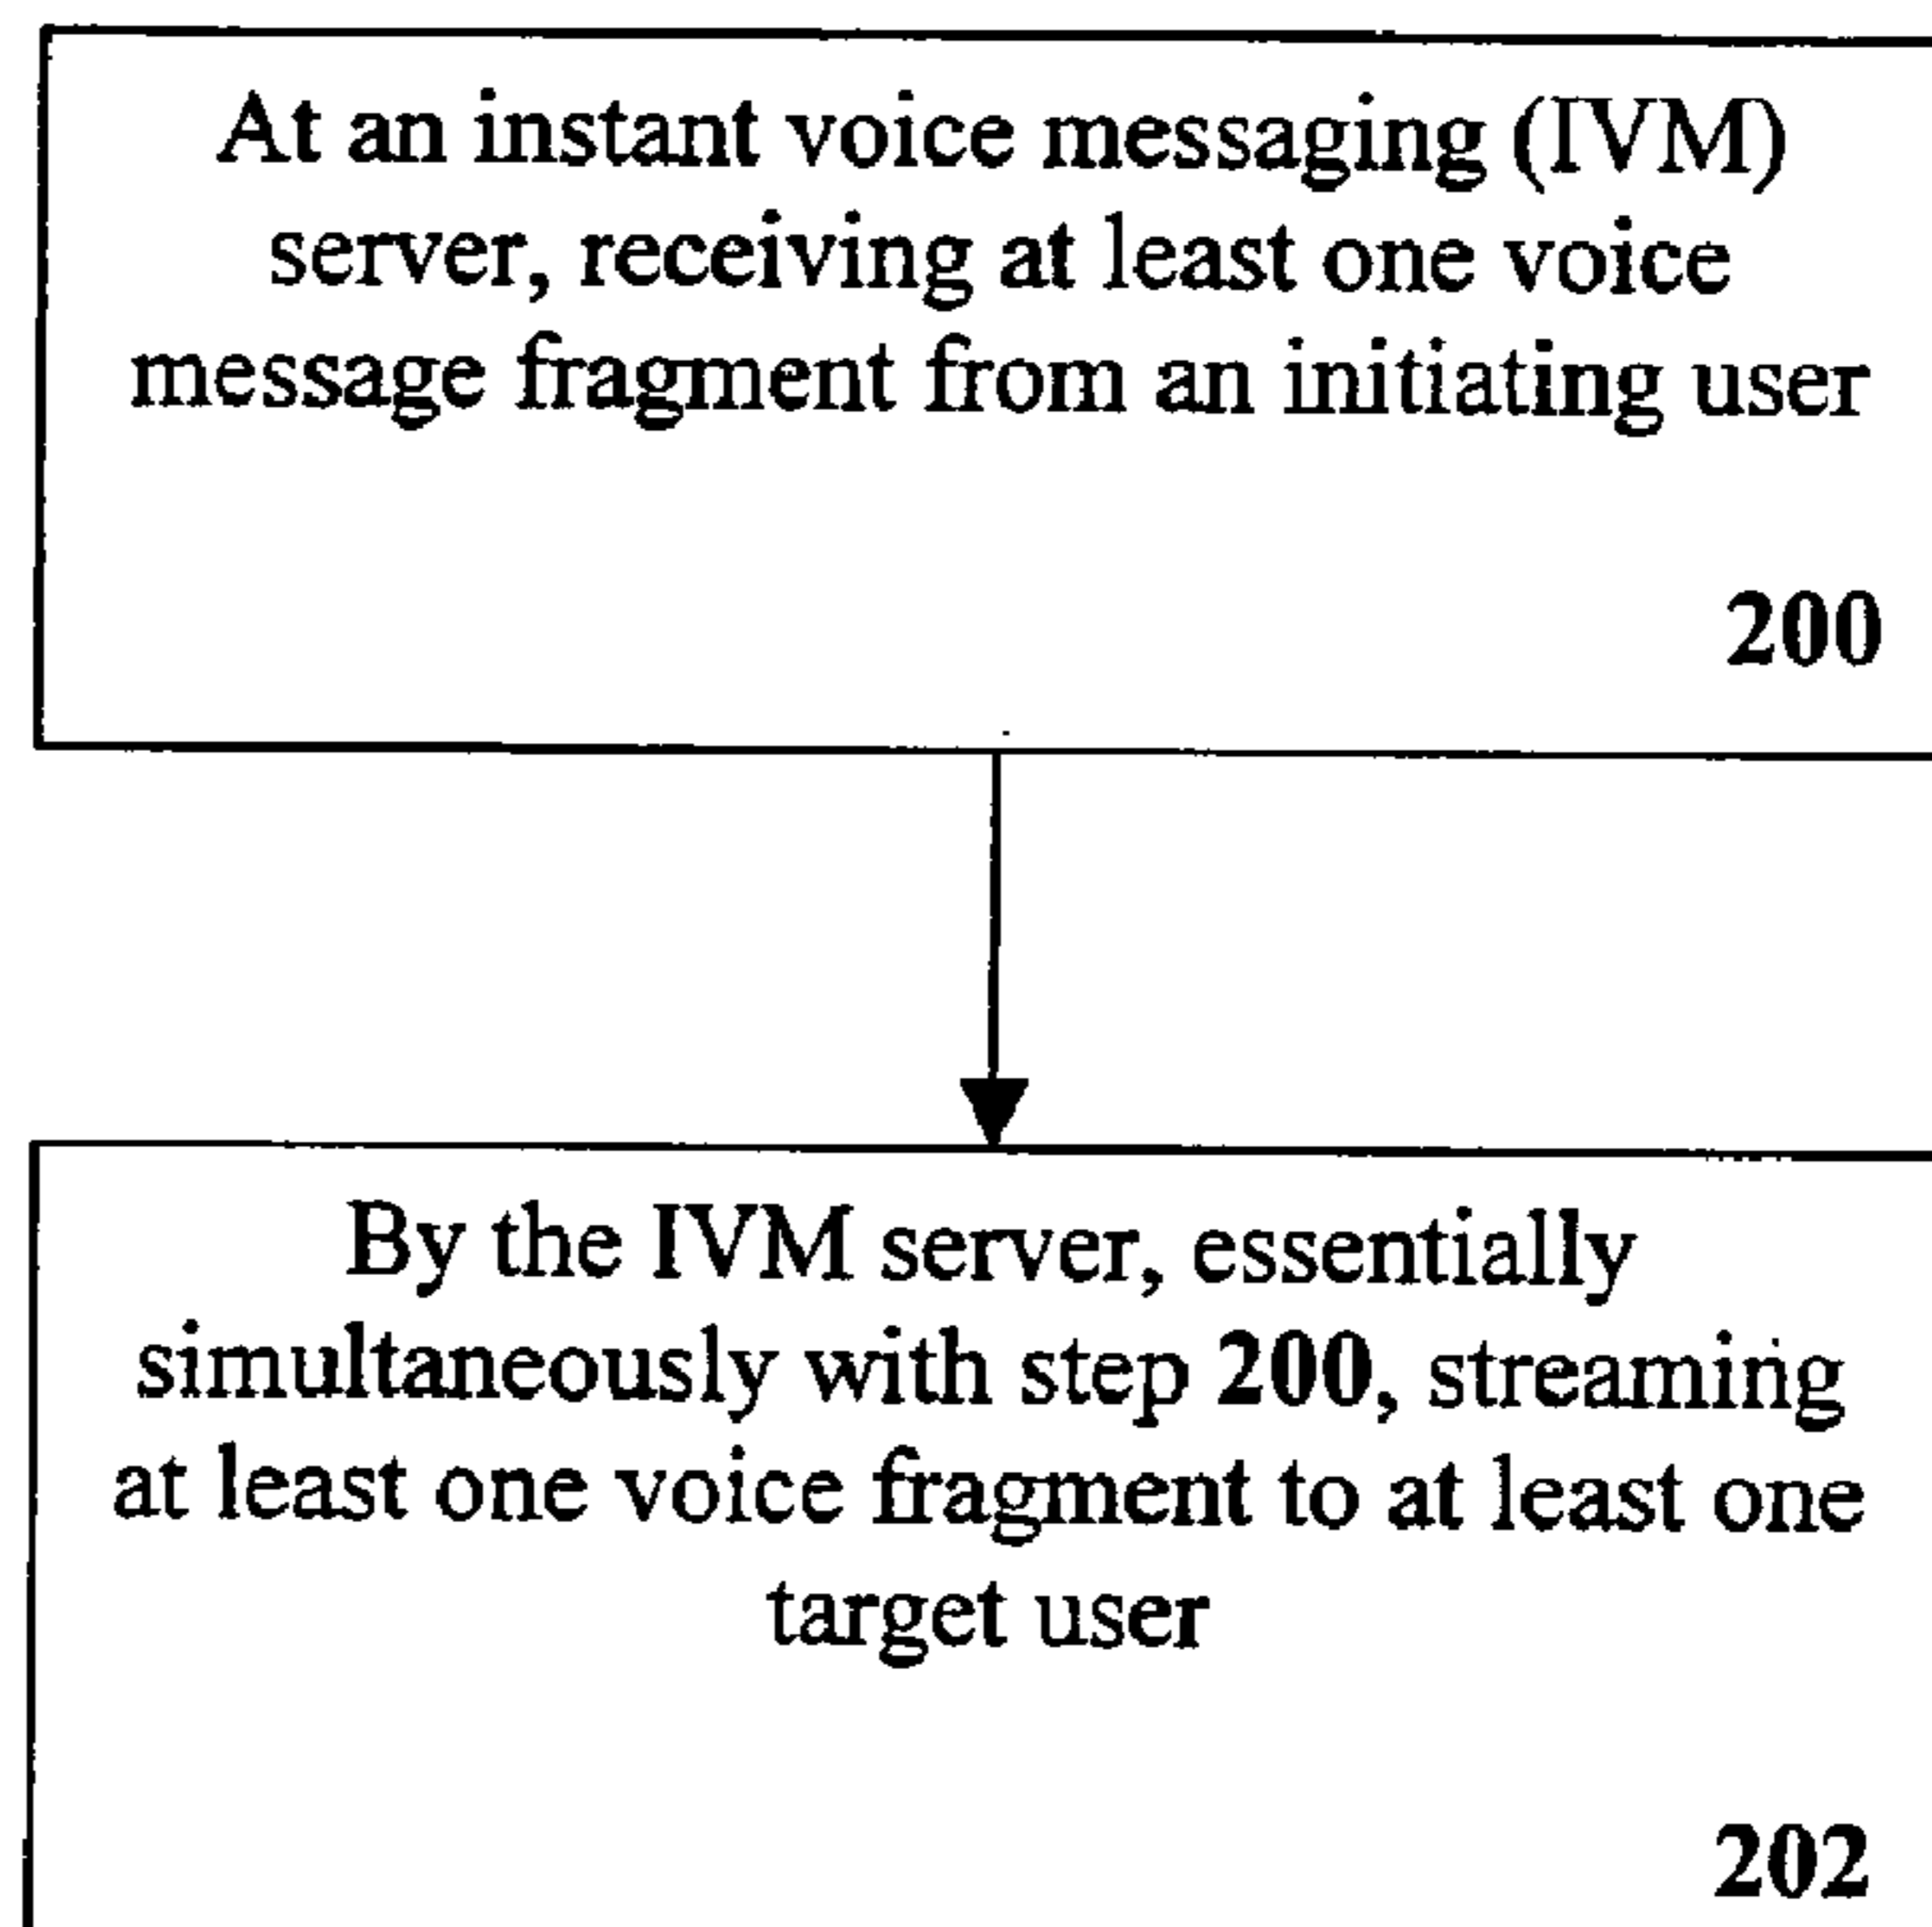 At an instant voice messaging (IVM)
server, receiving at least one voice
message fragment from an initiating user
200
By the IVM server, essentially
simultaneously with step 200, streaming
at least one voice fragment to at least one
target user
202